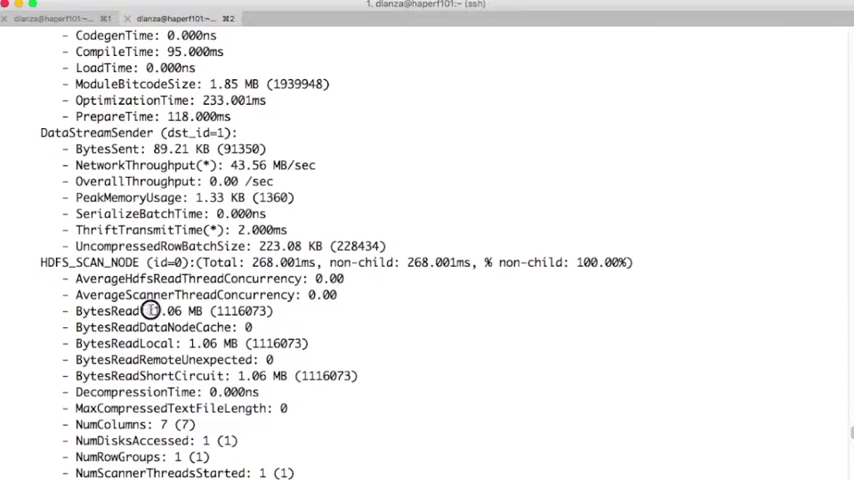 1. dlanza@haperf101:~ (ssh)
dlanza@haperf101:~... ⌘1
dlanza@haperf101:~... ⌘2
- CodegenTime: 0.000ns
- CompileTime: 95.000ms
- LoadTime: 0.000ns
- ModuleBitcodeSize: 1.85 MB (1939948)
- OptimizationTime: 233.001ms
- PrepareTime: 118.000ms
DataStreamSender (dst_id=1):
- BytesSent: 89.21 KB (91350)
- NetworkThroughput(*): 43.56 MB/sec
- OverallThroughput: 0.00 /sec
- PeakMemoryUsage: 1.33 KB (1360)
- SerializeBatchTime: 0.000ns
- ThriftTransmitTime(*): 2.000ms
- UncompressedRowBatchSize: 223.08 KB (228434)
HDFS_SCAN_NODE (id=0):(Total: 268.001ms, non-child: 268.001ms, % non-child: 100.00%)
- AverageHdfsReadThreadConcurrency: 0.00
- AverageScannerThreadConcurrency: 0.00
- BytesRead: 1.06 MB (1116073)
- BytesReadDataNodeCache: 0
- BytesReadLocal: 1.06 MB (1116073)
- BytesReadRemoteUnexpected: 0
- BytesReadShortCircuit: 1.06 MB (1116073)
- DecompressionTime: 0.000ns
- MaxCompressedTextFileLength: 0
- NumColumns: 7 (7)
- NumDisksAccessed: 1 (1)
- NumRowGroups: 1 (1)
- NumScannerThreadsStarted: 1 (1)